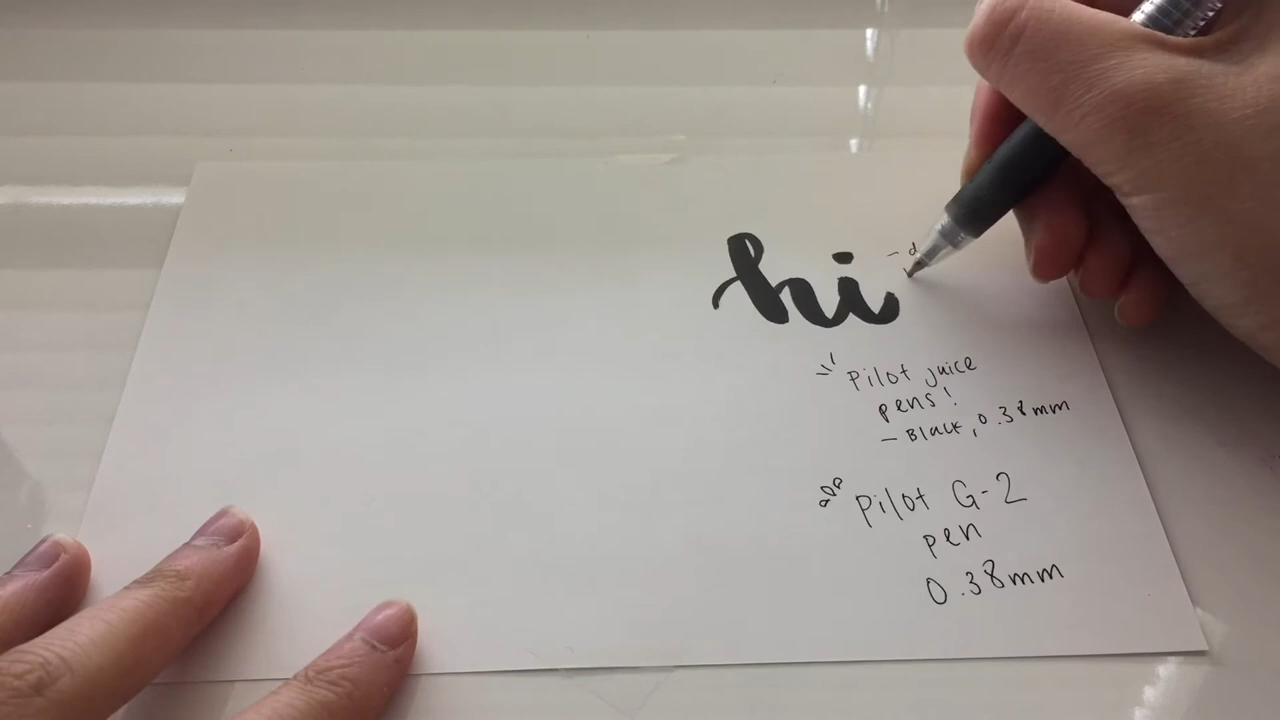 hi
- d
Pilot juice
pens!
- Black, 0.38mm
Pilot G-2
pen
0.38mm